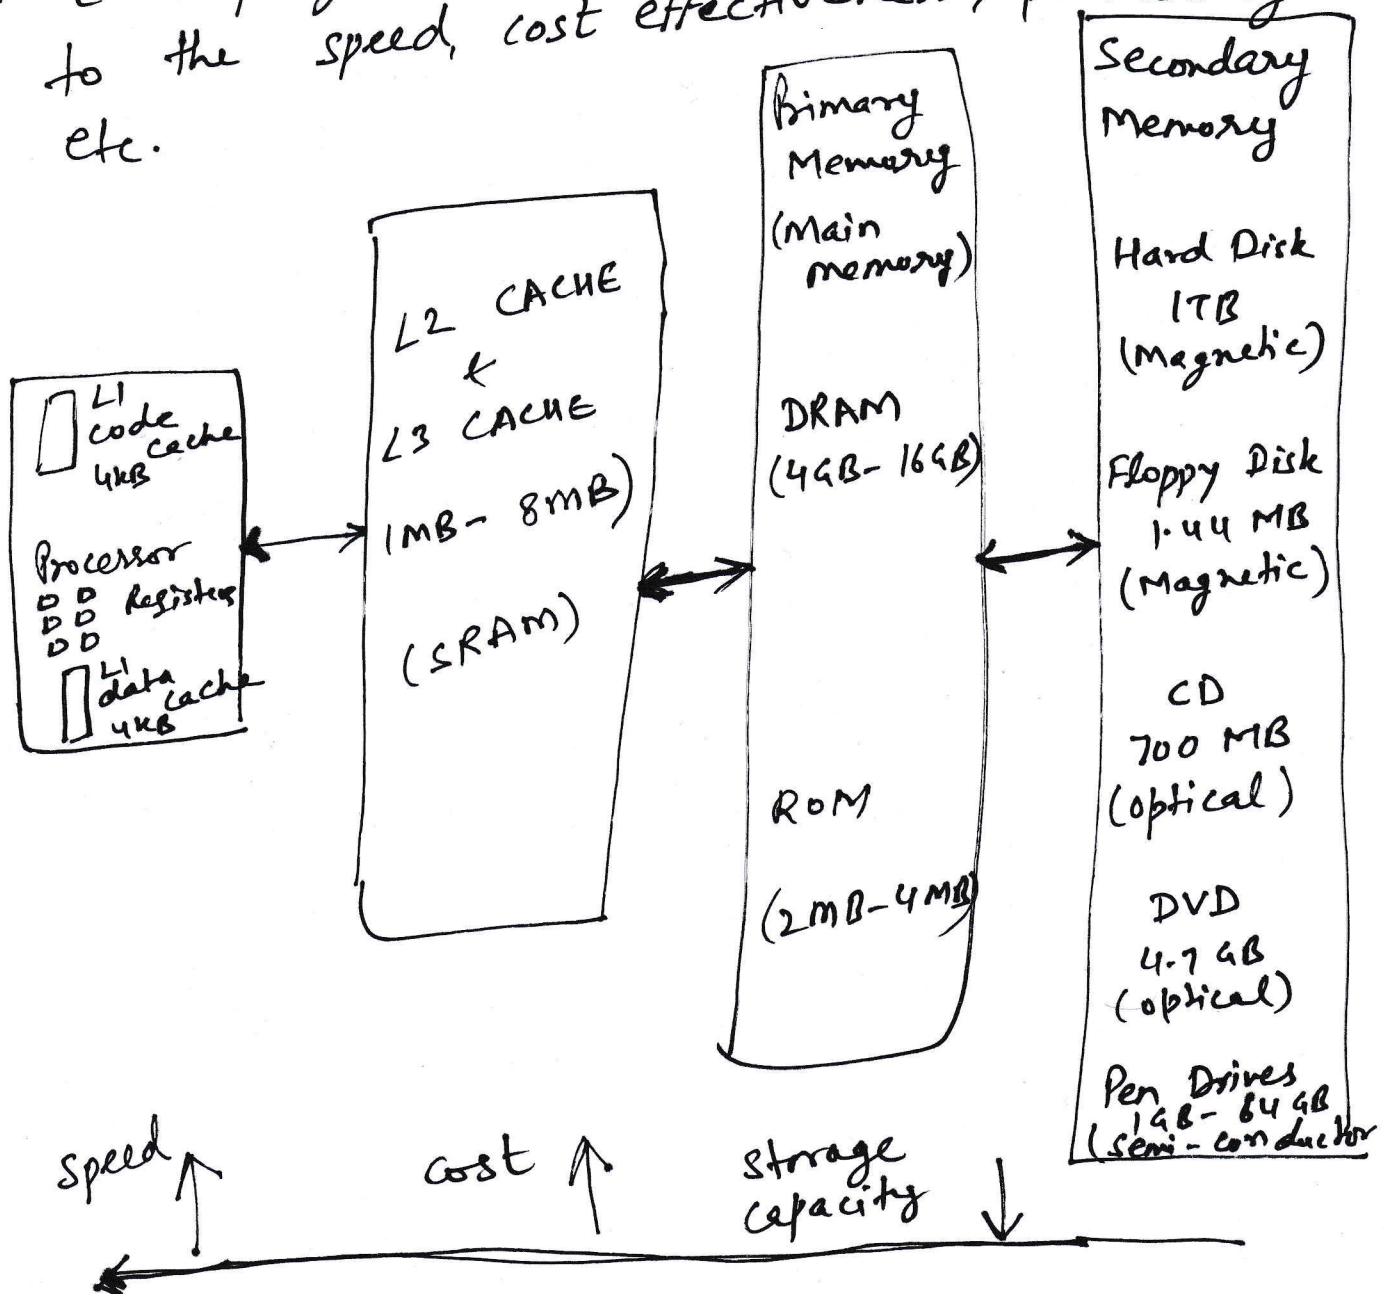 to the speed, cost effectiveness,
etc.
L1
code
cache
4KB
Processor
Registers
L1
data
cache
4KB
L2 CACHE
&
L3 CACHE
1MB- 8MB)
(SRAM)
Primary
Memory
(Main
memory)
DRAM
(4GB- 16GB)
ROM
(2MB-4MB)
Secondary
Memory
Hard Disk
1TB
(Magnetic)
Floppy Disk
1.44 MB
(Magnetic)
CD
700 MB
(optical)
DVD
4.7 GB
(optical)
Pen Drives
1GB- 64GB
(semi-conductor
speed
cost
storage
capacity